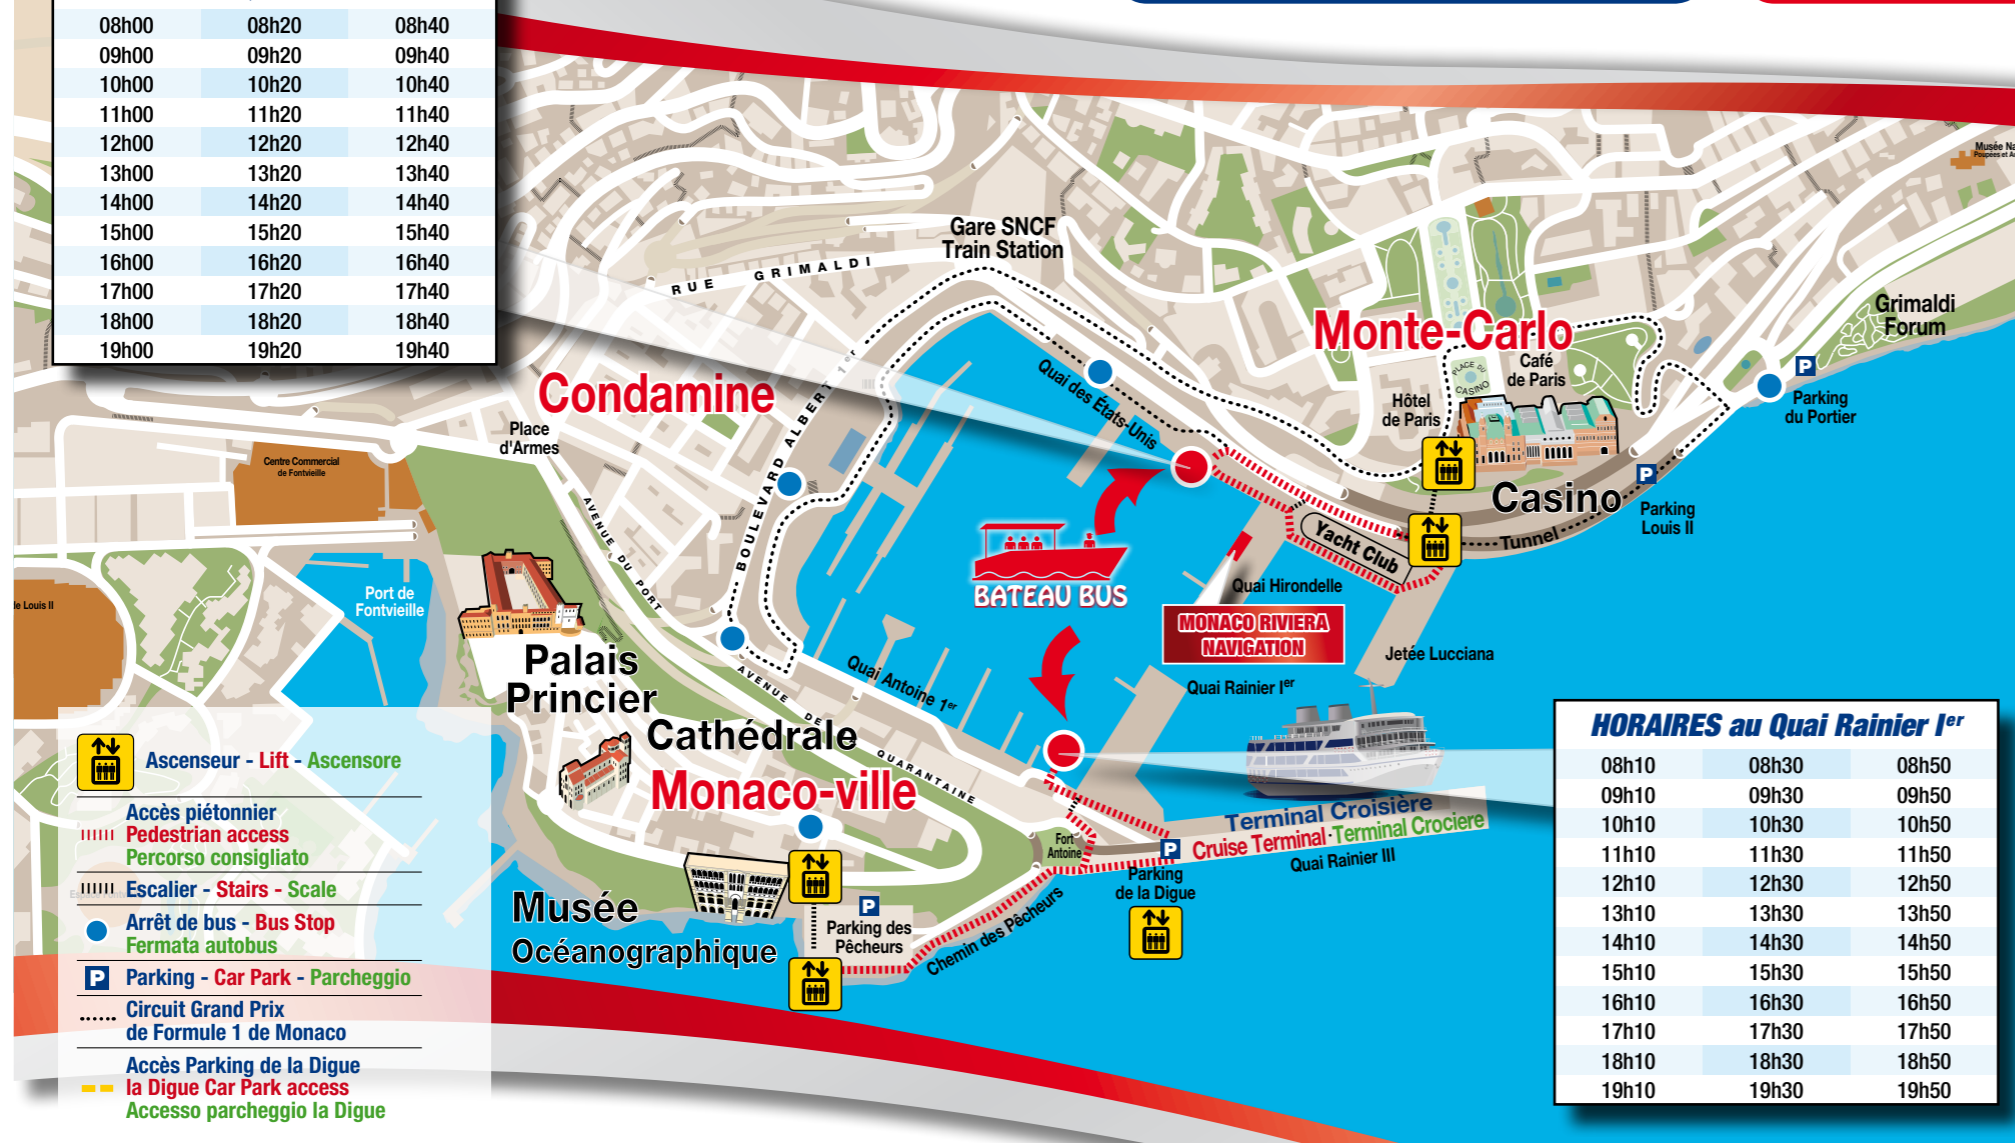 08h00 08h20 08h40
09h00 09h20 09h40
10h00 10h20 10h40
11h00 11h20 11h40
12h00 12h20 12h40
13h00 13h20 13h40
14h00 14h20 14h40
15h00 15h20 15h40
16h00 16h20 16h40
17h00 17h20 17h40
18h00 18h20 18h40
19h00 19h20 19h40
Musée
Gare SNCF
Train Station
RUE GRIMALDI
Grimaldi
Forum
Monte-Carlo
Café
de Paris
PLACE DU
CASINO
Hôtel
de Paris
P
Parking
du Portier
Condamine
Quai des États-Unis
BOULEVARD ALBERT 1er
Place
d'Armes
Centre Commercial
de Fontvieille
AVENUE DU PORT
Casino
P
Parking
Louis II
Tunnel
Yacht Club
Quai Hirondelle
BATEAU BUS
MONACO RIVIERA
NAVIGATION
Jetée Lucciana
Quai Rainier Ier
Port de
Fontvieille
Louis II
Palais
Princier
Quai Antoine 1er
AVENUE DE QUARANTAINE
Cathédrale
Monaco-ville
Terminal Croisière
Cruise Terminal·Terminal Crociere
Quai Rainier III
Fort
Antoine
P
Parking
de la Digue
Chemin des Pêcheurs
Musée
Océanographique
P
Parking des
Pêcheurs
Ascenseur - Lift - Ascensore
Accès piétonnier
Pedestrian access
Percorso consigliato
Escalier - Stairs - Scale
Arrêt de bus - Bus Stop
Fermata autobus
P Parking - Car Park - Parcheggio
Circuit Grand Prix
de Formule 1 de Monaco
Accès Parking de la Digue
la Digue Car Park access
Accesso parcheggio la Digue
HORAIRES au Quai Rainier Ier
08h10 08h30 08h50
09h10 09h30 09h50
10h10 10h30 10h50
11h10 11h30 11h50
12h10 12h30 12h50
13h10 13h30 13h50
14h10 14h30 14h50
15h10 15h30 15h50
16h10 16h30 16h50
17h10 17h30 17h50
18h10 18h30 18h50
19h10 19h30 19h50